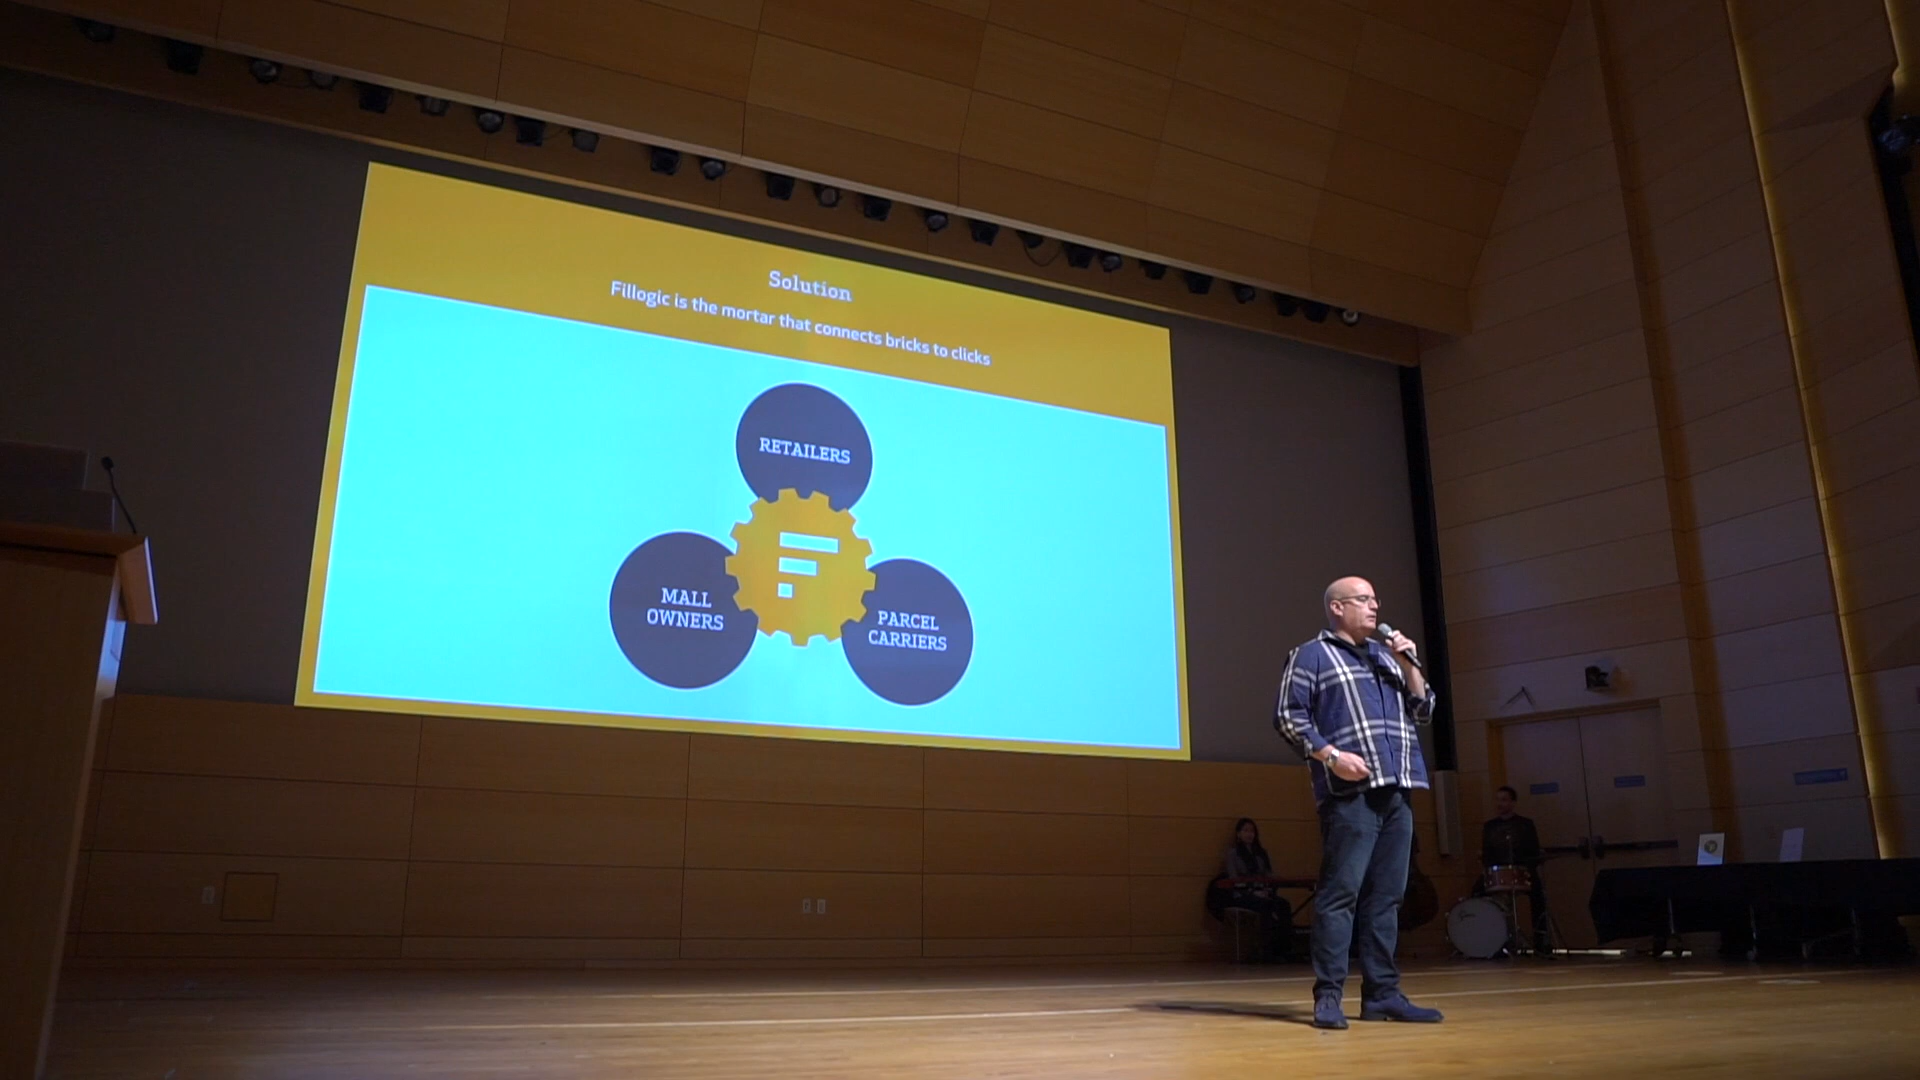 Solution
Fillogic is the mortar that connects bricks to clicks
RETAILERS
F
MALL
OWNERS
PARCEL
CARRIERS